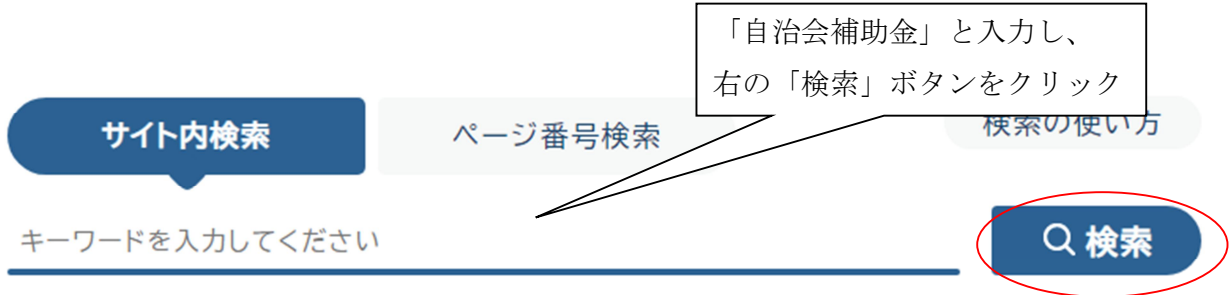 「自治会補助金」と入力し、
右の「検索」ボタンをクリック
サイト内検索
ページ番号検索
検索の使い方
キーワードを入力してください
検索